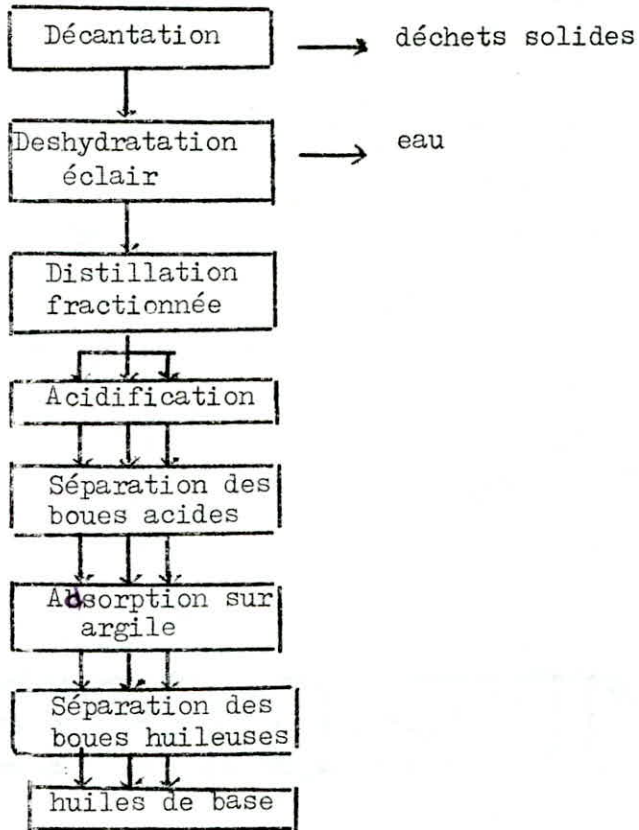 Décantation
déchets solides
Deshydratation
éclair
eau
Distillation
fractionnée
Acidification
Séparation des
boues acides
Adsorption sur
argile
Séparation des
boues huileuses
huiles de base